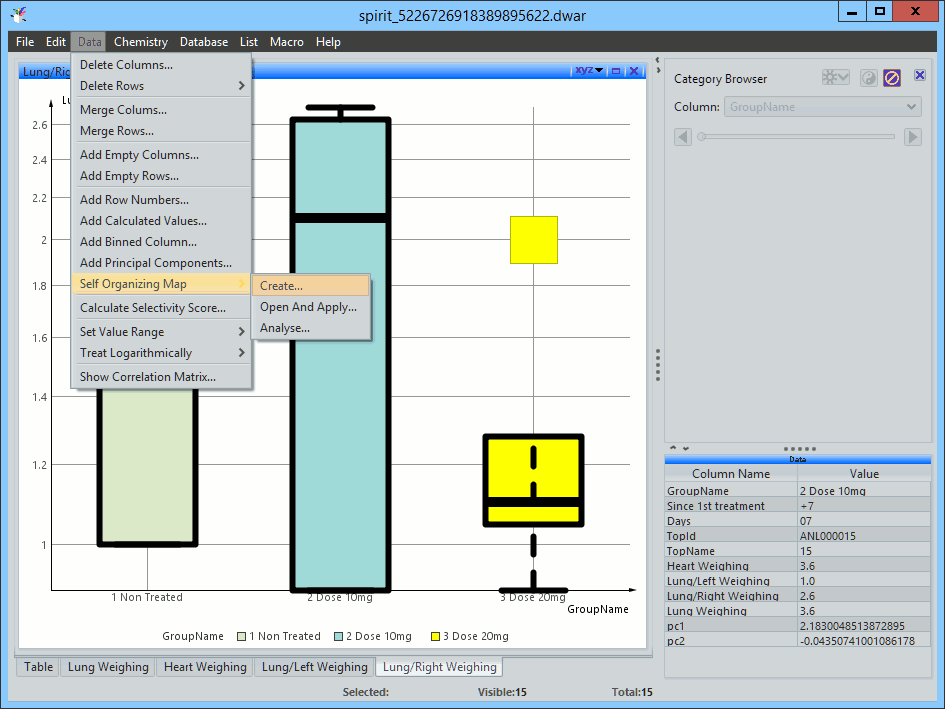 spirit_5226726918389895622.dwar
File Edit Data Chemistry Database List Macro Help
Lung/Rig
xyz
Delete Columns...
Delete Rows
Merge Colums...
Merge Rows...
Add Empty Columns...
Add Empty Rows...
Add Row Numbers...
Add Calculated Values...
Add Binned Column...
Add Principal Components...
Self Organizing Map
Calculate Selectivity Score...
Set Value Range
Treat Logarithmically
Show Correlation Matrix...
Create...
Open And Apply...
Analyse...
Lu
2.6
2.4
2.2
2
1.8
1.6
1.4
1.2
1
1 Non Treated 2 Dose 10mg 3 Dose 20mg
GroupName
GroupName 1 Non Treated 2 Dose 10mg 3 Dose 20mg
Table Lung Weighing Heart Weighing Lung/Left Weighing Lung/Right Weighing
Selected: Visible:15 Total:15
Category Browser
Column: GroupName
Data
Column Name Value
GroupName 2 Dose 10mg
Since 1st treatment +7
Days 07
TopId ANL000015
TopName 15
Heart Weighing 3.6
Lung/Left Weighing 1.0
Lung/Right Weighing 2.6
Lung Weighing 3.6
pc1 2.1830048513872895
pc2 -0.04350741001086178